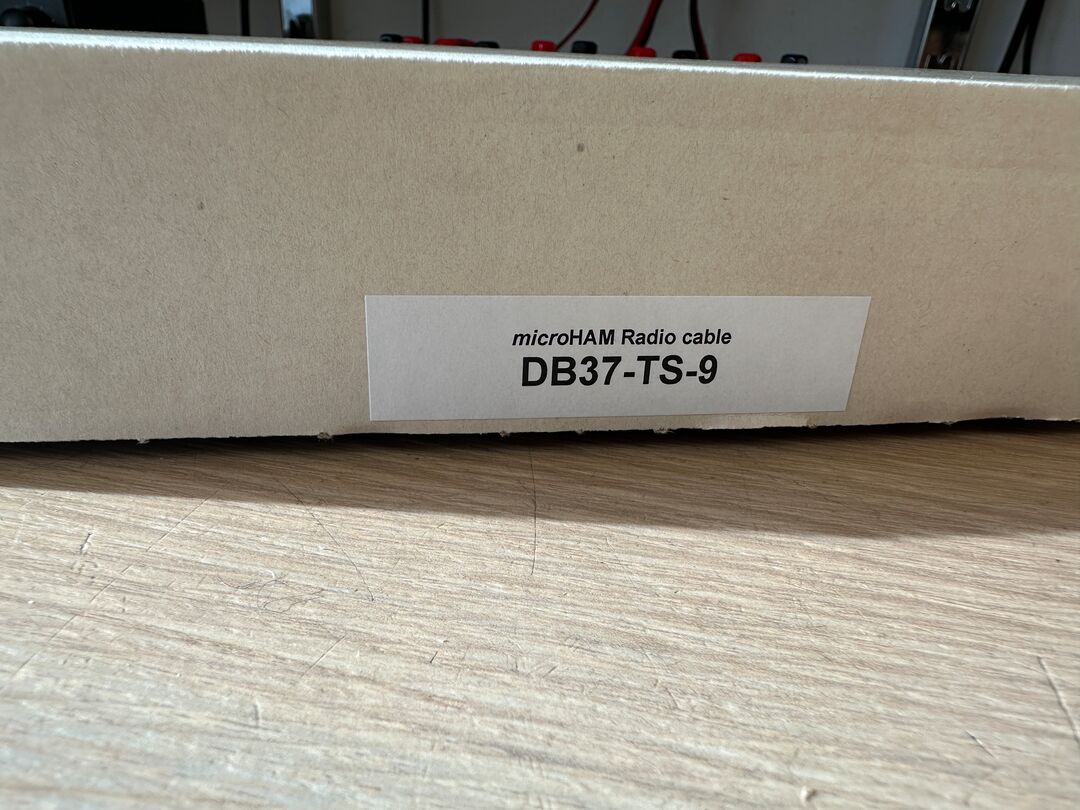 microHAM Radio cable
DB37-TS-9